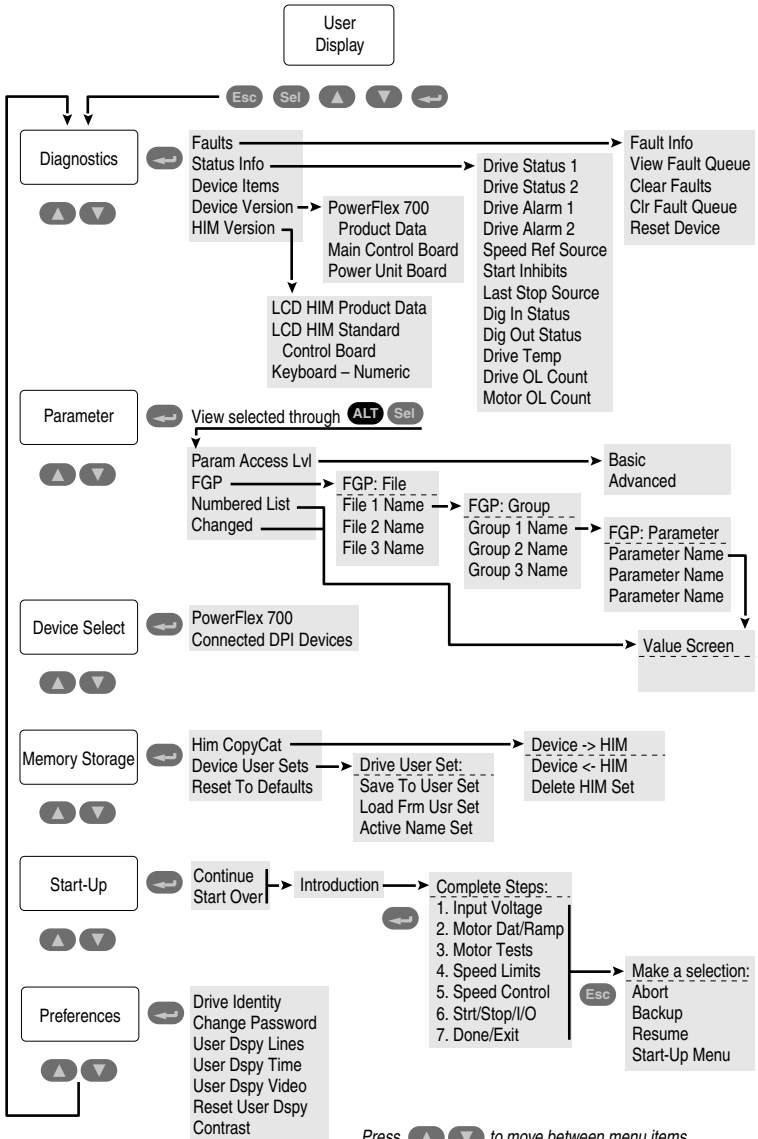 User
Display
Esc Sel
Diagnostics
Faults
Status Info
Device Items
Device Version
HIM Version
PowerFlex 700
Product Data
Main Control Board
Power Unit Board
LCD HIM Product Data
LCD HIM Standard
Control Board
Keyboard – Numeric
Drive Status 1
Drive Status 2
Drive Alarm 1
Drive Alarm 2
Speed Ref Source
Start Inhibits
Last Stop Source
Dig In Status
Dig Out Status
Drive Temp
Drive OL Count
Motor OL Count
Fault Info
View Fault Queue
Clear Faults
Clr Fault Queue
Reset Device
Parameter
View selected through ALT Sel
Param Access Lvl
FGP
Numbered List
Changed
FGP: File
File 1 Name
File 2 Name
File 3 Name
FGP: Group
Group 1 Name
Group 2 Name
Group 3 Name
Basic
Advanced
FGP: Parameter
Parameter Name
Parameter Name
Parameter Name
Value Screen
Device Select
PowerFlex 700
Connected DPI Devices
Memory Storage
Him CopyCat
Device User Sets
Reset To Defaults
Drive User Set:
Save To User Set
Load Frm Usr Set
Active Name Set
Device -> HIM
Device <- HIM
Delete HIM Set
Start-Up
Continue
Start Over
Introduction
Complete Steps:
1. Input Voltage
2. Motor Dat/Ramp
3. Motor Tests
4. Speed Limits
5. Speed Control
6. Strt/Stop/I/O
7. Done/Exit
Esc
Make a selection:
Abort
Backup
Resume
Start-Up Menu
Preferences
Drive Identity
Change Password
User Dspy Lines
User Dspy Time
User Dspy Video
Reset User Dspy
Contrast
Press to move between menu items